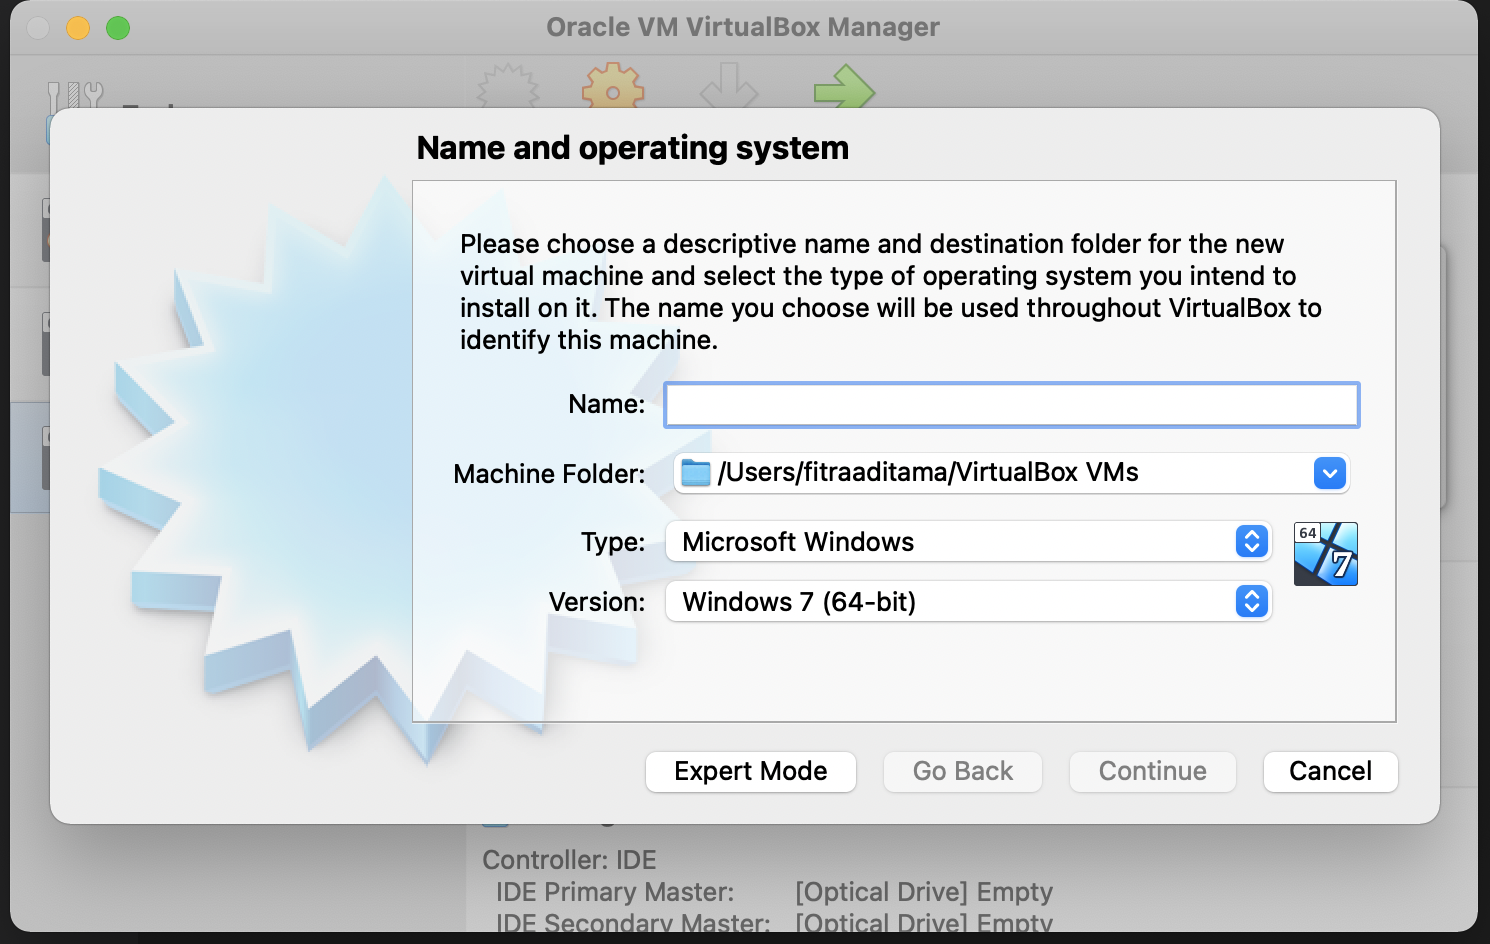 Oracle VM VirtualBox Manager
Name and operating system
Please choose a descriptive name and destination folder for the new
virtual machine and select the type of operating system you intend to
install on it. The name you choose will be used throughout VirtualBox to
identify this machine.
Name:
Machine Folder: /Users/fitraaditama/VirtualBox VMs
Type: Microsoft Windows
64
7
Version: Windows 7 (64-bit)
Expert Mode Go Back Continue Cancel
Controller: IDE
IDE Primary Master: [Optical Drive] Empty
IDE Secondary Master: [Optical Drive] Empty